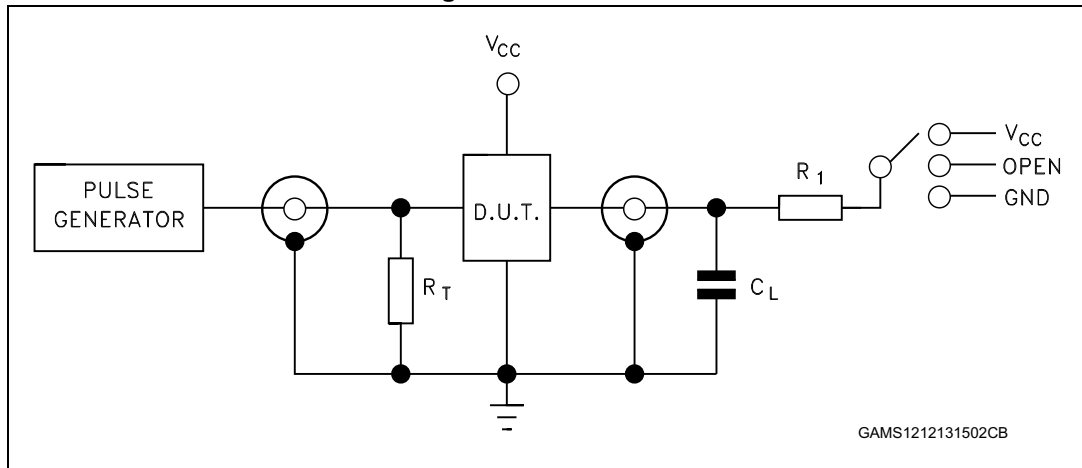 V_CC
PULSE
GENERATOR
D.U.T.
R_T
C_L
R_1
V_CC
OPEN
GND
GAMS1212131502CB